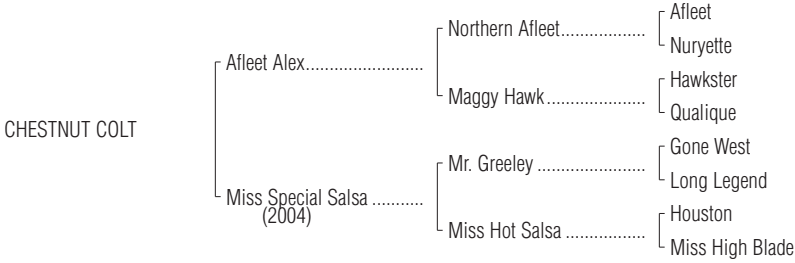 Afleet
Northern Afleet...................
Nuryette
Afleet Alex..........................
Hawkster
Maggy Hawk......................
Qualique
CHESTNUT COLT
Gone West
Mr. Greeley ........................
Long Legend
Miss Special Salsa ...........
(2004)
Houston
Miss Hot Salsa .................
Miss High Blade